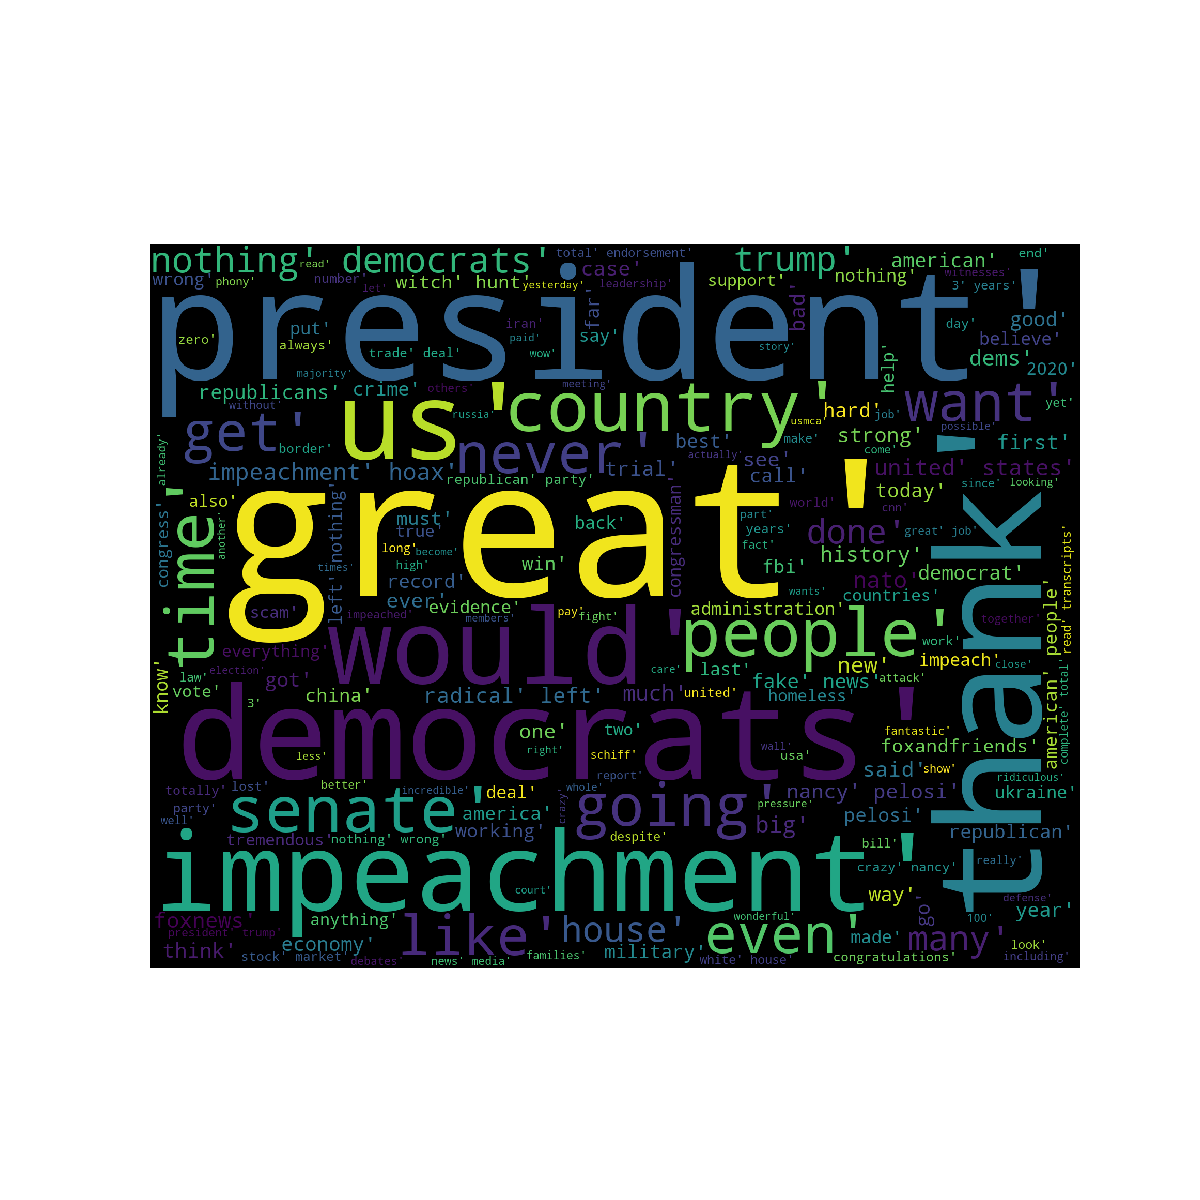 nothing' democrats'
total' endorsement'
trump'
american'
end'
wrong'
phony'
read'
number'
let'
witch' hunt'
yesterday'
case'
leadership'
support'
nothing'
witnesses'
3' years'
president'
zero'
put'
always'
iran'
paid'
far'
say'
bad'
day'
good'
believe'
trade' deal'
wow'
story'
dems'
2020'
majority'
republicans'
crime'
others'
meeting'
help'
without'
russia'
us'
country'
usmca'
hard'
job'
want'
yet'
possible'
get'
border'
never'
best'
actually'
make'
strong'
come'
first'
already'
impeachment' hoax'
republican' party'
trial'
see'
call'
united' states'
since'
looking'
congress'
also'
time'
another'
great'
left' nothing'
must'
true'
long'
become'
times'
high'
back'
congressman'
world'
part'
years'
fact'
today'
cnn'
done'
great' job'
history'
thank'
win'
fbi'
record'
ever'
nato'
democrat'
wants'
countries'
scam'
impeached'
evidence'
members'
pay'
fight'
administration'
together'
read' transcripts'
everything'
would'
people'
work'
american' people'
complete' total'
know'
election'
law'
vote'
got'
care'
last'
new'
impeach'
close'
fake' news'
attack'
3'
china'
radical' left'
much'
united'
homeless'
democrats'
one'
two'
fantastic'
less'
right'
schiff'
wall'
usa'
foxandfriends'
said'
show'
ridiculous'
report'
totally'
lost'
better'
incredible'
deal'
whole'
crazy'
going'
nancy' pelosi'
ukraine'
party'
well'
senate'
america'
working'
pressure'
big'
pelosi'
republican'
tremendous'
nothing' wrong'
despite'
bill'
really'
impeachment'
crazy' nancy'
court'
way'
go'
defense'
100'
year'
foxnews'
president' trump'
anything'
like'
house'
wonderful'
even'
made'
many'
look'
think'
economy'
stock' market'
debates'
news' media'
families'
military'
white' house'
congratulations'
including'